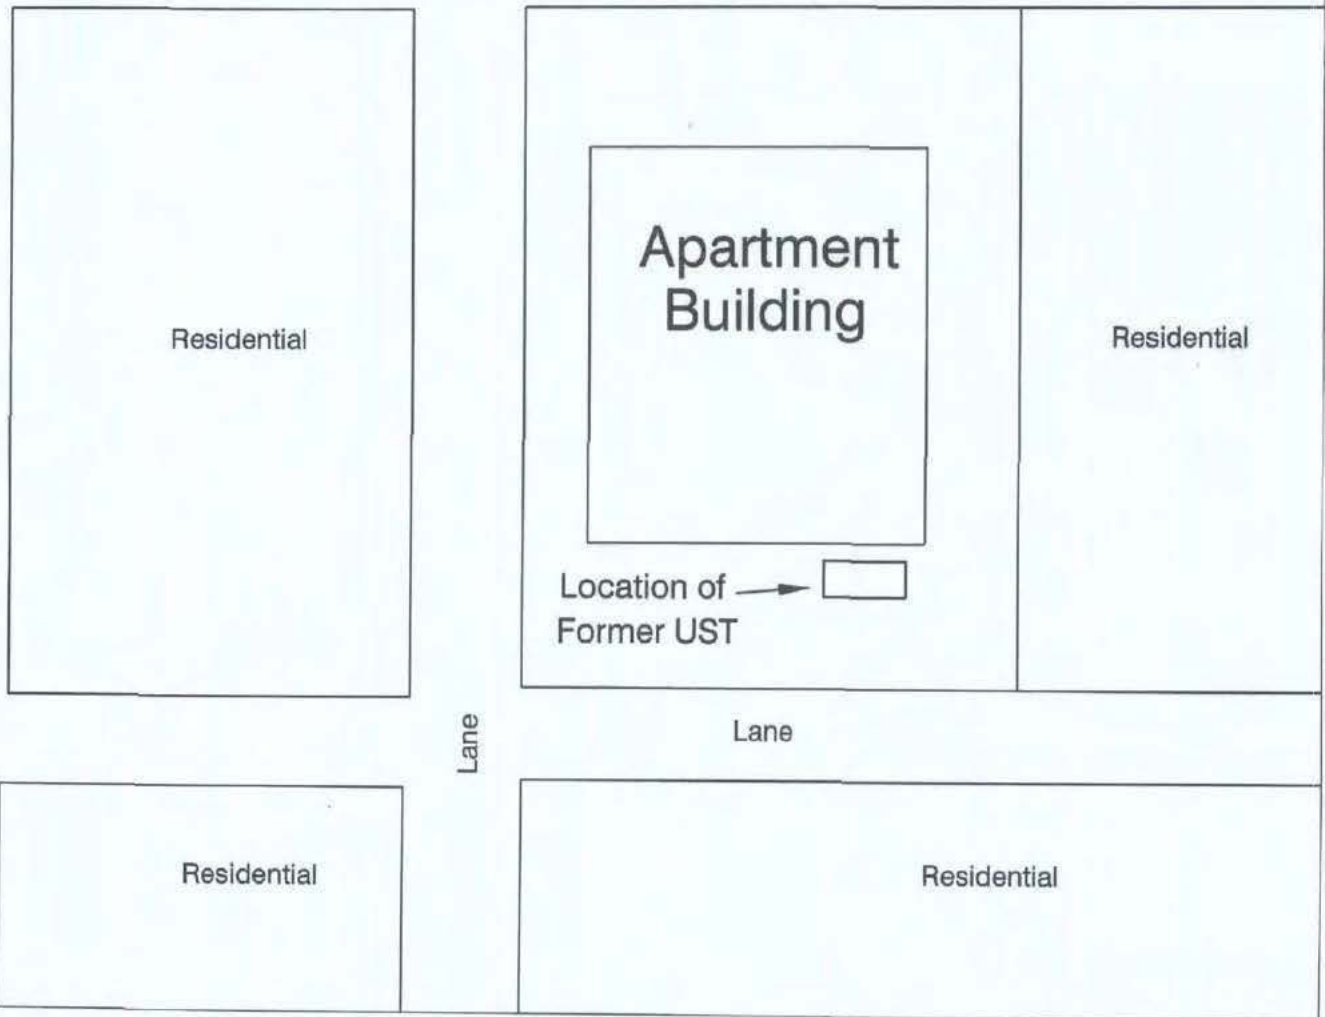 Apartment
Building
Residential
Residential
Location of
Former UST
Lane
Lane
Residential
Residential